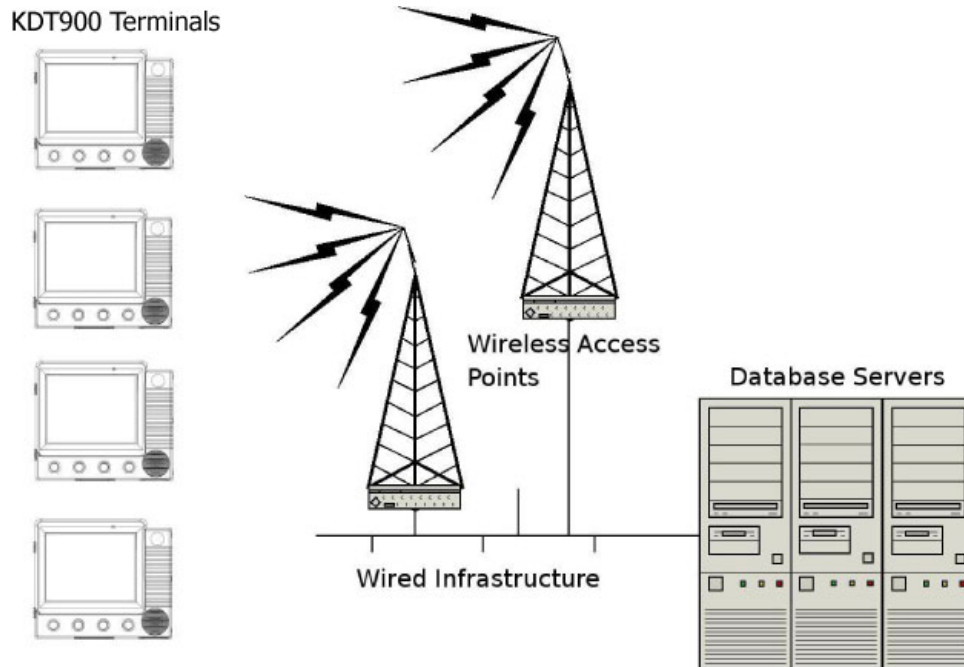 KDT900 Terminals
Wireless Access
Points
Database Servers
Wired Infrastructure